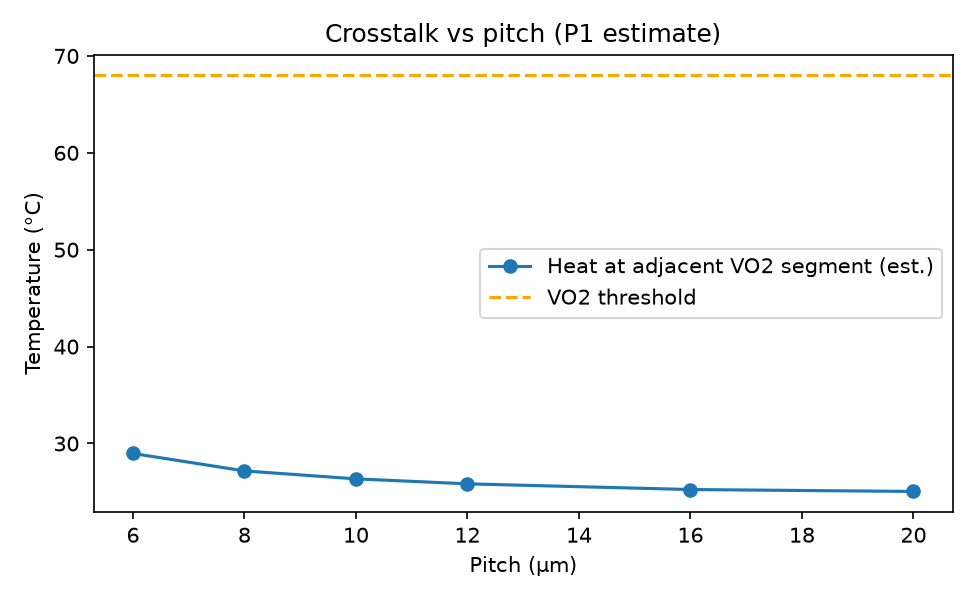 Crosstalk vs pitch (P1 estimate)
Temperature (°C)
70
60
50
40
30
Heat at adjacent VO2 segment (est.)
VO2 threshold
6 8 10 12 14 16 18 20
Pitch (μm)